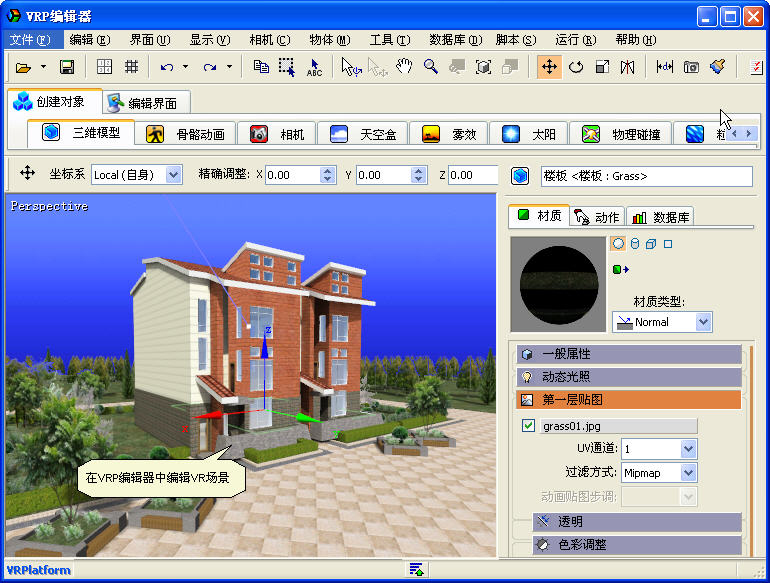 VRP编辑器
文件(F) 编辑(E) 界面(U) 显示(V) 相机(C) 物体(M) 工具(T) 数据库(D) 脚本(S) 运行(R) 帮助(H)
ABC
创建对象 编辑界面
三维模型 骨骼动画 相机 天空盒 雾效 太阳 物理碰撞
坐标系 Local (自身) 精确调整: X 0.00 Y 0.00 Z 0.00
楼板 <楼板 : Grass>
Perspective
材质 动作 数据库
材质类型:
Normal
一般属性
动态光照
第一层贴图
grass01.jpg
UV通道: 1
过滤方式: Mipmap
动画贴图步调:
透明
色彩调整
Z
X
在VRP编辑器中编辑VR场景
VRPlatform